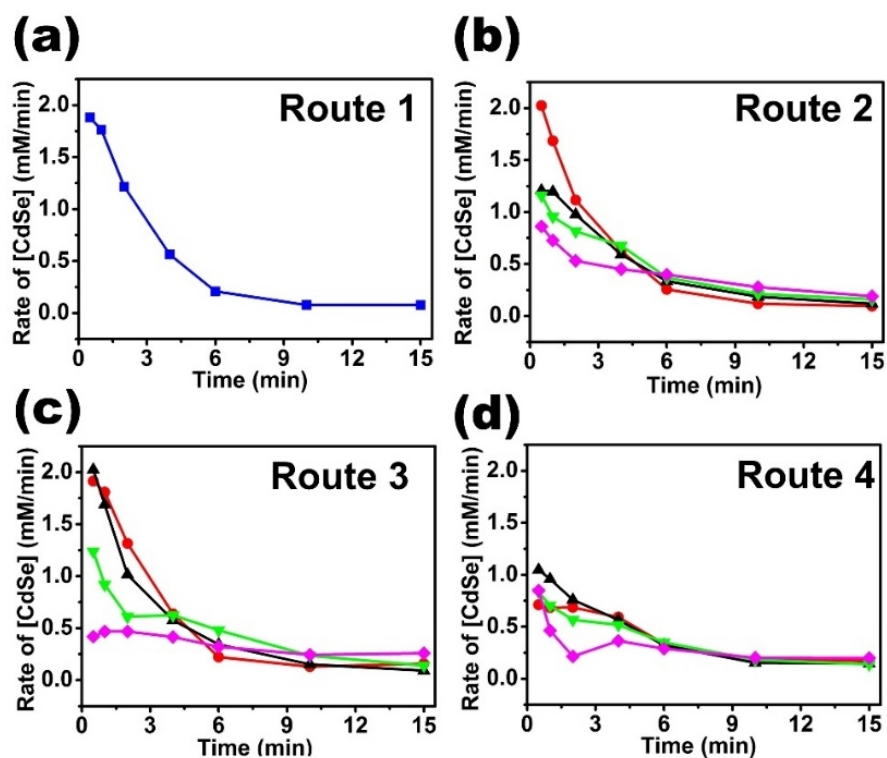 (a)
Route 1
Rate of [CdSe] (mM/min)
2.0
1.5
1.0
0.5
0.0
0 3 6 9 12 15
Time (min)
(b)
Route 2
Rate of [CdSe] (mM/min)
2.0
1.5
1.0
0.5
0.0
0 3 6 9 12 15
Time (min)
(c)
Route 3
Rate of [CdSe] (mM/min)
2.0
1.5
1.0
0.5
0.0
0 3 6 9 12 15
Time (min)
(d)
Route 4
Rate of [CdSe] (mM/min)
2.0
1.5
1.0
0.5
0.0
0 3 6 9 12 15
Time (min)